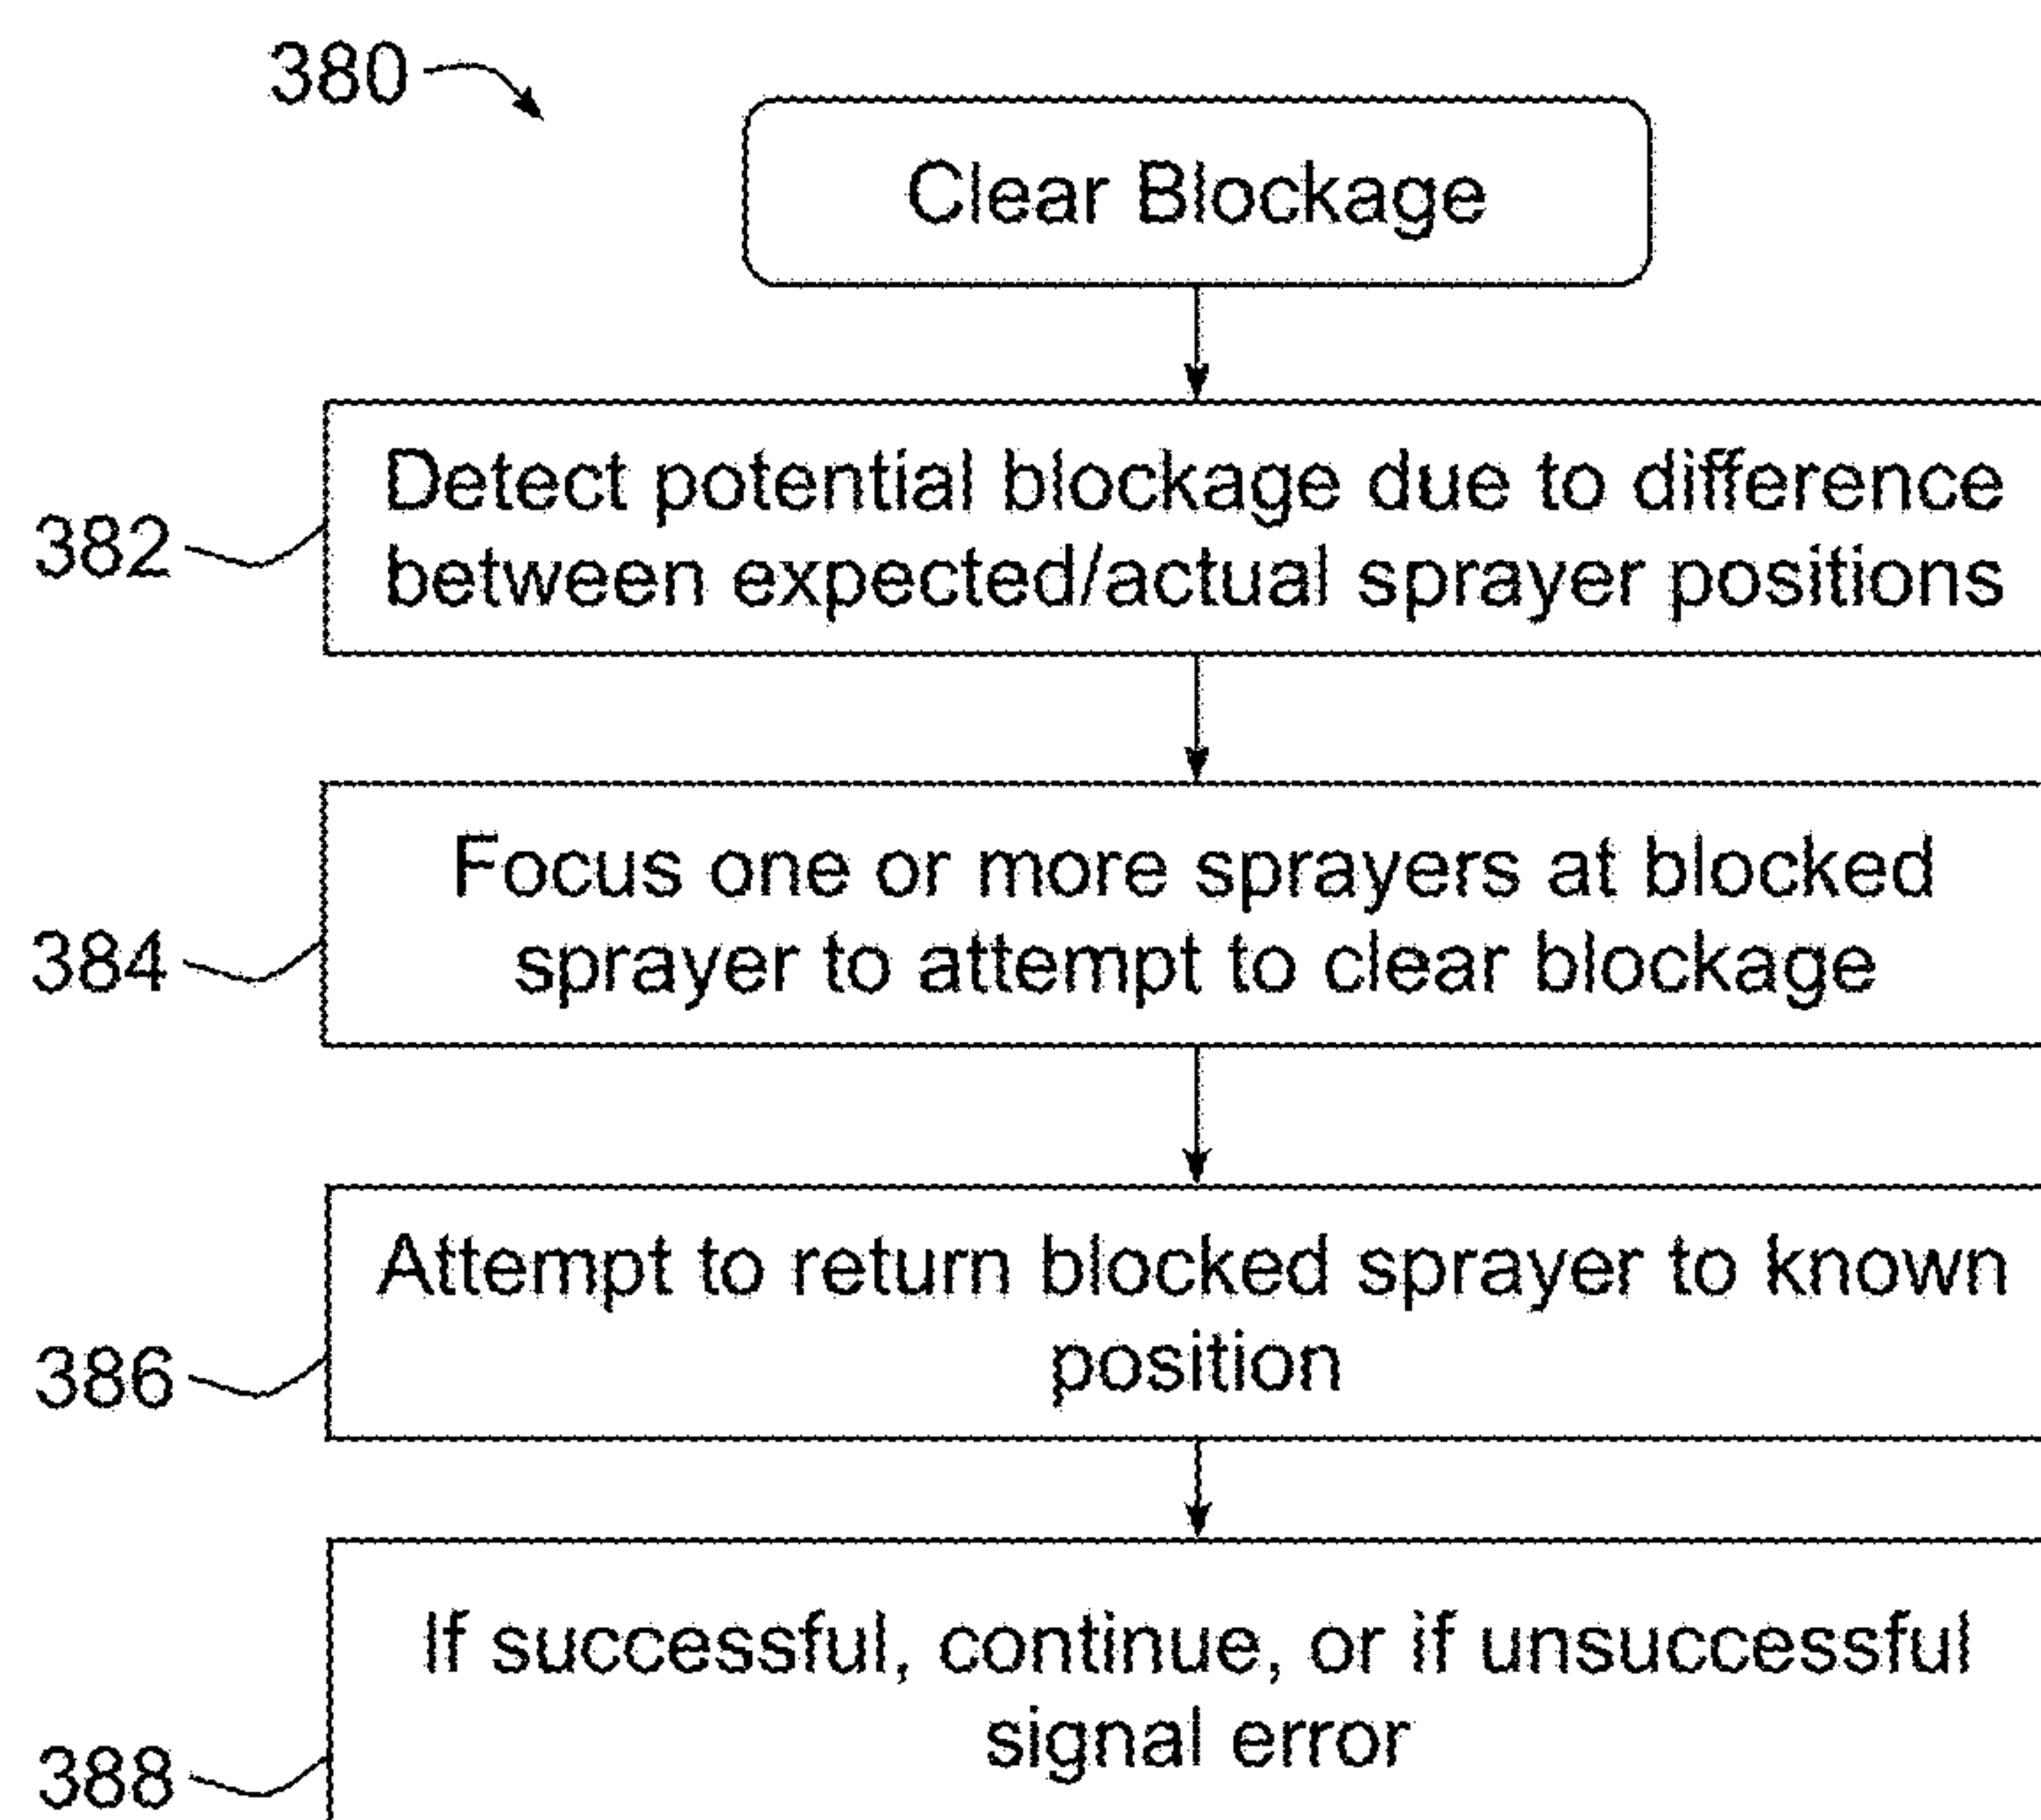 380
Clear Blockage
Detect potential blockage due to difference
between expected/actual sprayer positions
382
Focus one or more sprayers at blocked
sprayer to attempt to clear blockage
384
Attempt to return blocked sprayer to known
position
386
If successful, continue, or if unsuccessful
signal error
388